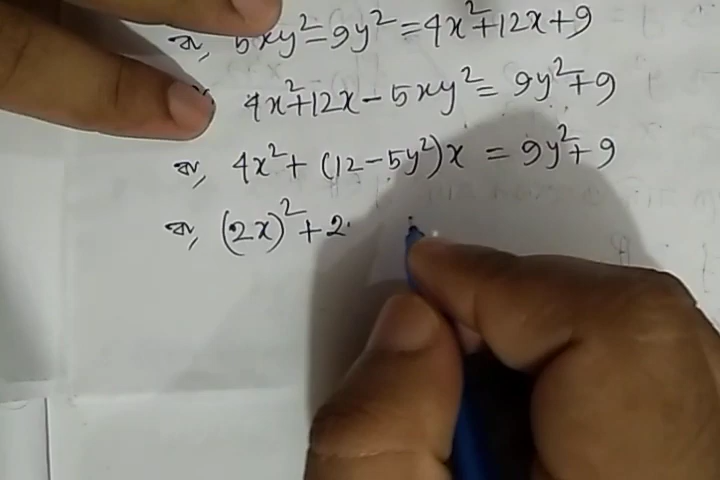 বা, 5xy²-9y² = 4x²+12x+9
4x²+12x-5xy² = 9y²+9
বা, 4x²+(12-5y²)x = 9y²+9
বা, (2x)²+2.